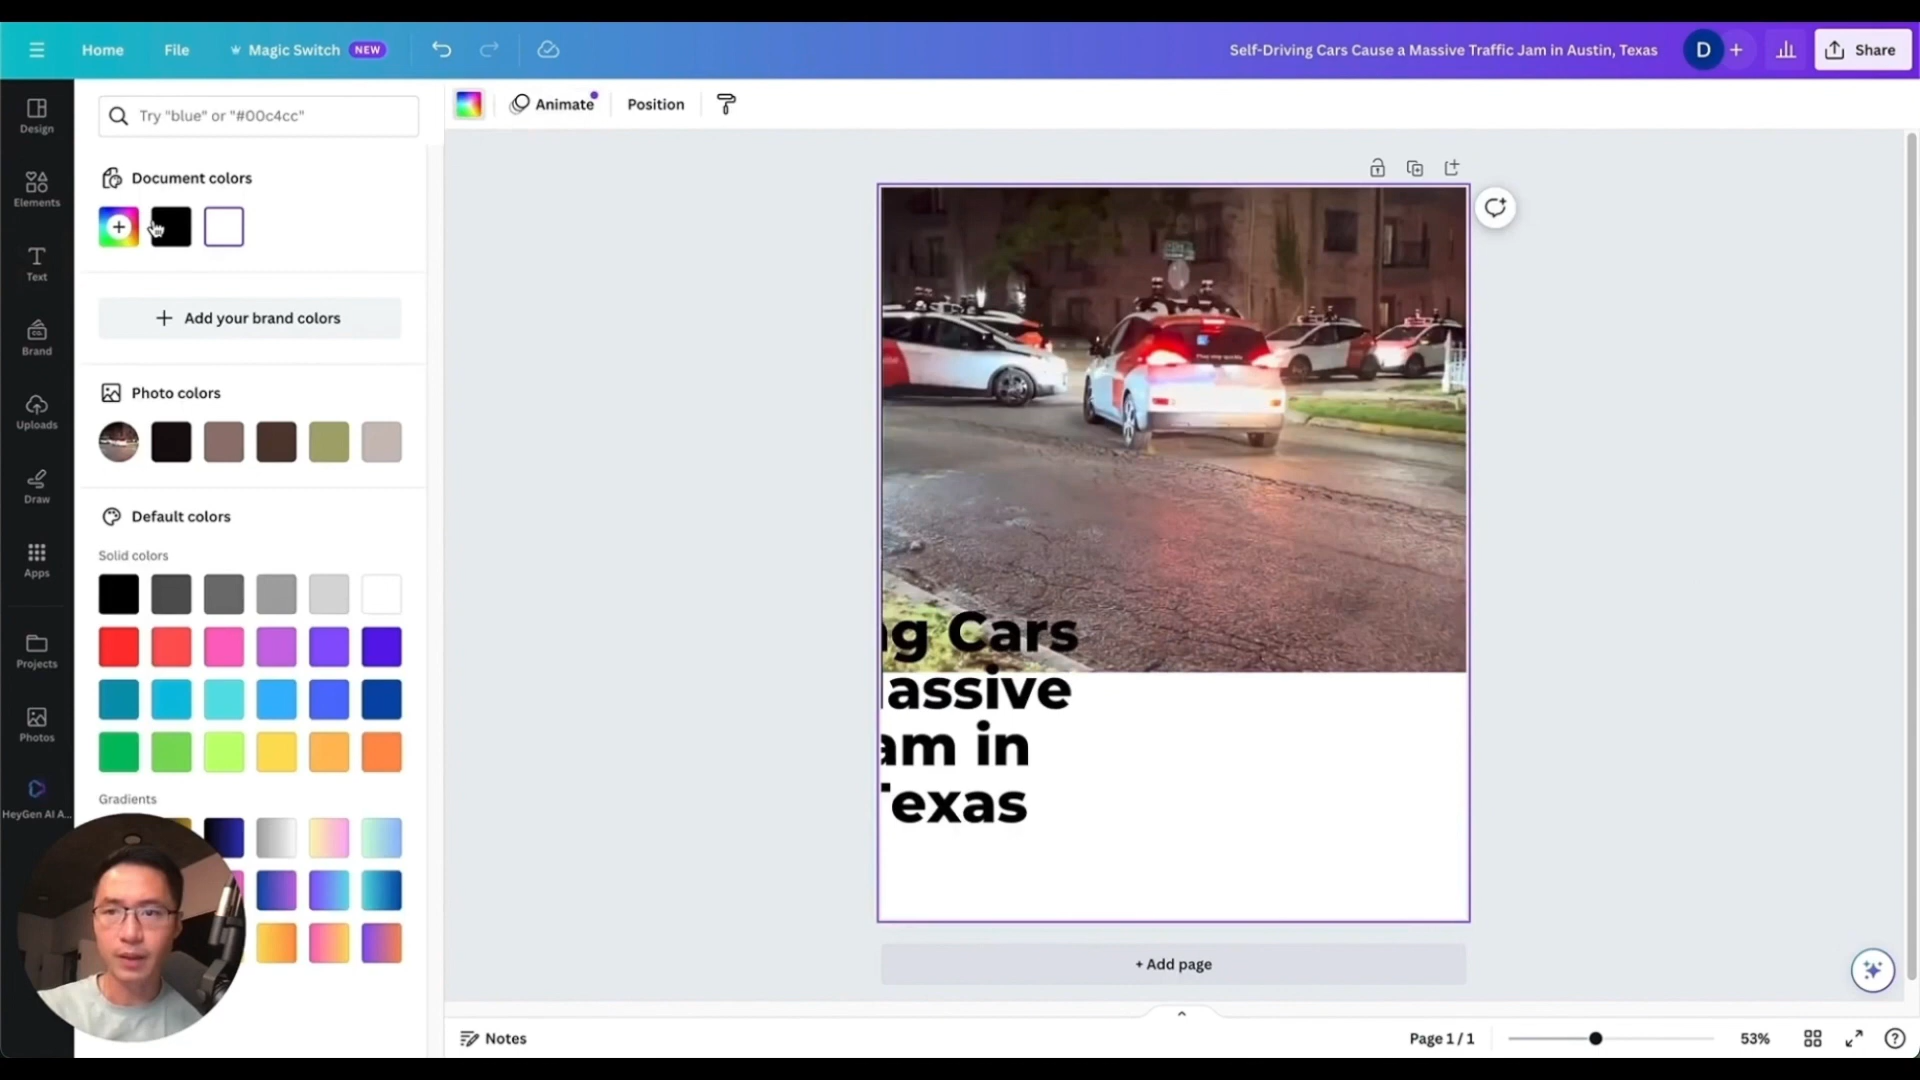 Home
File
Magic Switch NEW
Self-Driving Cars Cause a Massive Traffic Jam in Austin, Texas
D
+
Share
Design
Elements
Text
Brand
Uploads
Draw
Apps
Projects
Photos
HeyGen AI A...
Try "blue" or "#00c4cc"
Document colors
+ Add your brand colors
Photo colors
Default colors
Solid colors
Gradients
Animate
Position
ng Cars
assive
am in
Texas
+ Add page
Notes
Page 1 / 1
53%